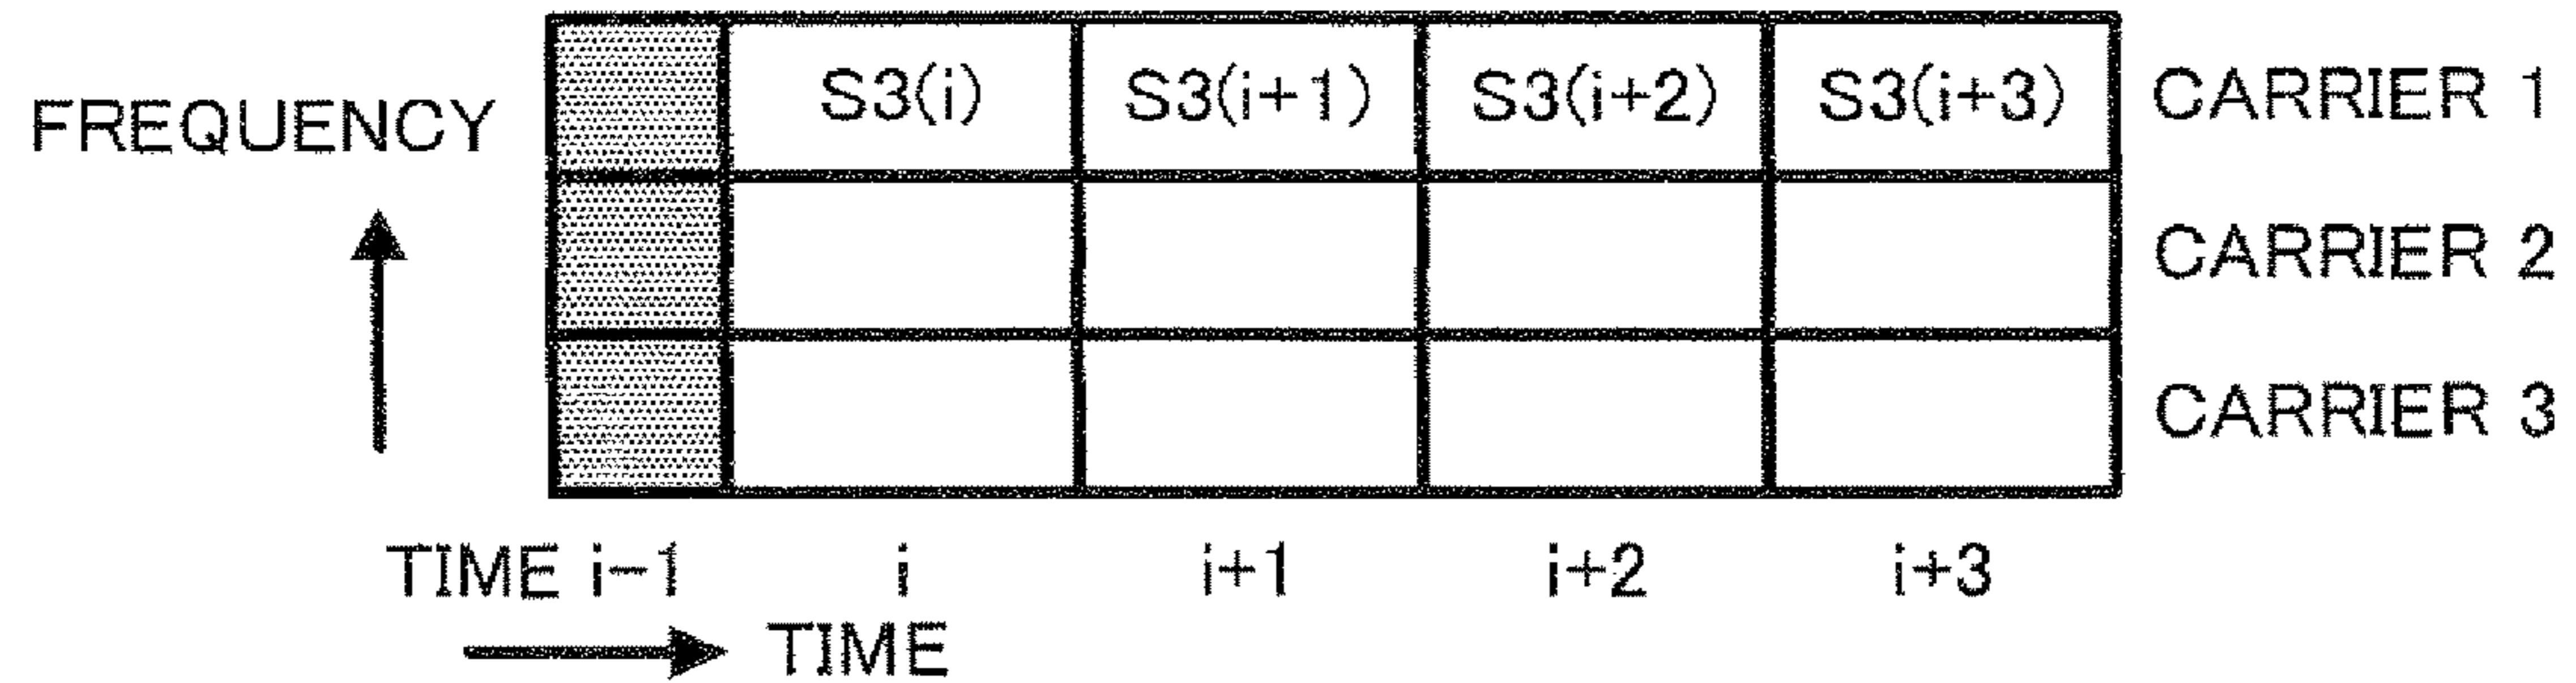 FREQUENCY
S3(i) S3(i+1) S3(i+2) S3(i+3) CARRIER 1
CARRIER 2
CARRIER 3
TIME i-1 i i+1 i+2 i+3
TIME